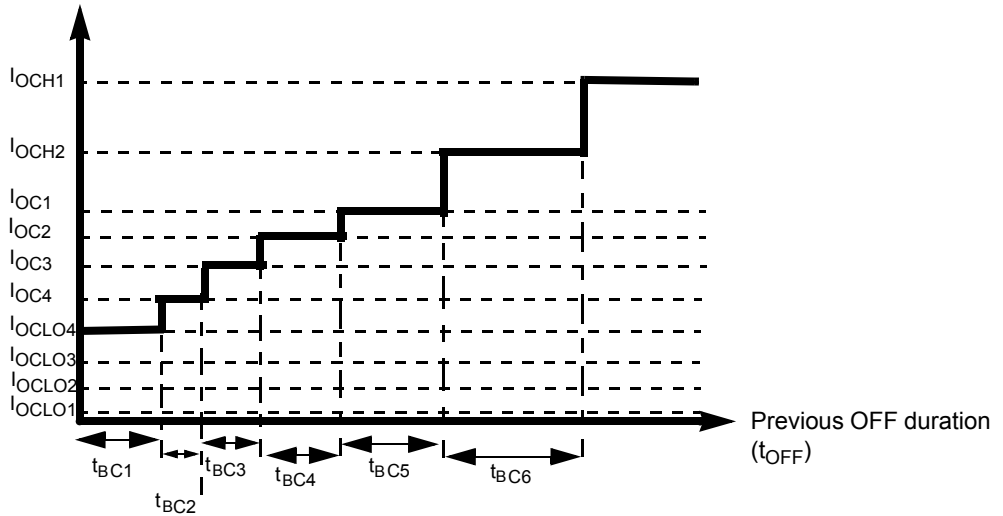 IOCH1
IOCH2
IOC1
IOC2
IOC3
IOC4
IOCLO4
IOCLO3
IOCLO2
IOCLO1
Previous OFF duration
(tOFF)
tBC1
tBC2
tBC3
tBC4
tBC5
tBC6